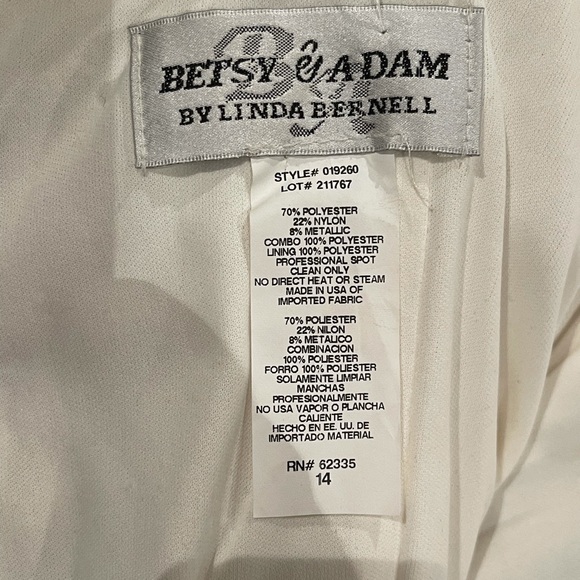 BETSY & ADAM
BY LINDA BERNELL
STYLE# 019260
LOT# 211767
70% POLYESTER
22% NYLON
8% METALLIC
COMBO 100% POLYESTER
LINING 100% POLYESTER
PROFESSIONAL SPOT
CLEAN ONLY
NO DIRECT HEAT OR STEAM
MADE IN USA OF
IMPORTED FABRIC
70% POLIESTER
22% NILON
8% METALICO
COMBINACION
100% POLIESTER
FORRO 100% POLIESTER
SOLAMENTE LIMPIAR
MANCHAS
PROFESIONALMENTE
NO USA VAPOR O PLANCHA
CALIENTE
HECHO EN EE. UU. DE
IMPORTADO MATERIAL
RN# 62335
14